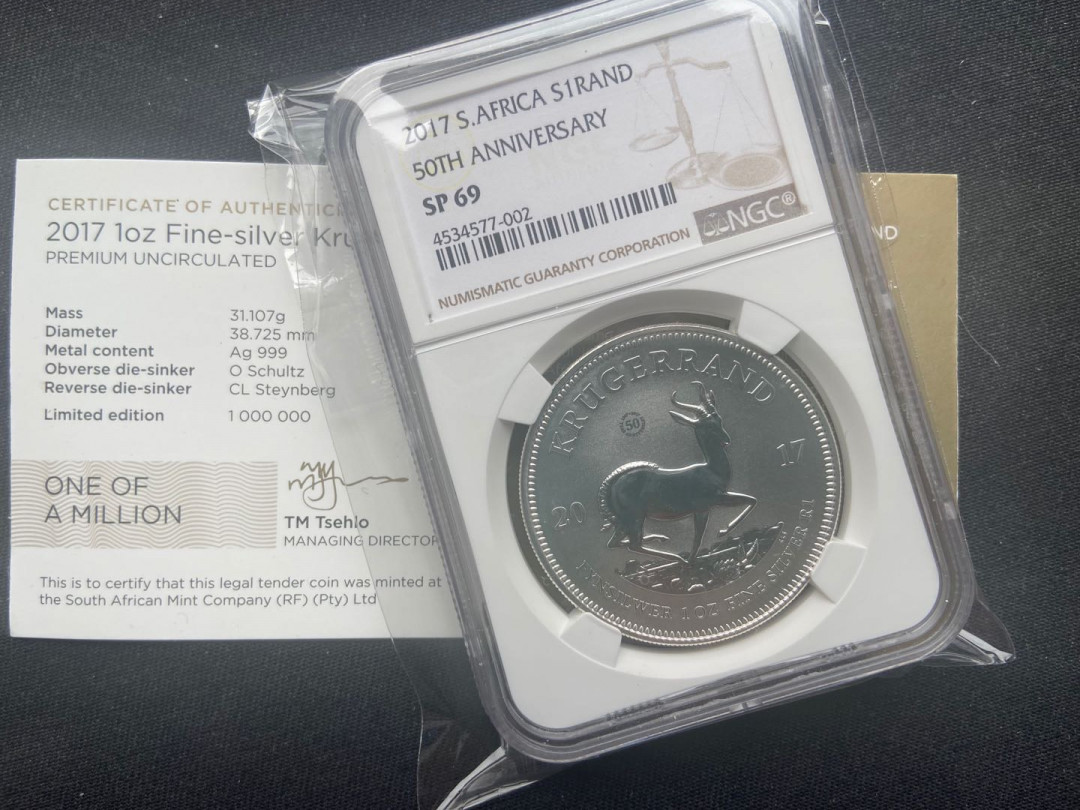 CERTIFICATE OF AUTHENTICI
2017 1oz Fine-silver Kru
PREMIUM UNCIRCULATED
Mass 31.107g
Diameter 38.725 mm
Metal content Ag 999
Obverse die-sinker O Schultz
Reverse die-sinker CL Steynberg
Limited edition 1 000 000
ONE OF
A MILLION
TM Tsehlo
MANAGING DIRECTOR
This is to certify that this legal tender coin was minted at
the South African Mint Company (RF) (Pty) Ltd
2017 S.AFRICA S1RAND
50TH ANNIVERSARY
SP 69
4534577-002
NGC®
NUMISMATIC GUARANTY CORPORATION
KRUGERRAND
50
20 17
FYNSILWER 1 OZ FINE SILVER R1
ND